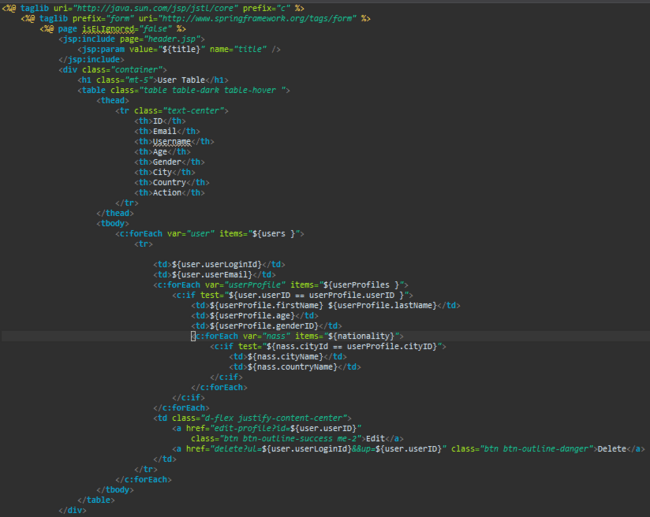 <%@ taglib uri="http://java.sun.com/jsp/jstl/core" prefix="c" %>
<%@ taglib prefix="form" uri="http://www.springframework.org/tags/form" %>
<%@ page isELIgnored="false" %>
<jsp:include page="header.jsp">
<jsp:param value="${title}" name="title" />
</jsp:include>
<div class="container">
<h1 class="mt-5">User Table</h1>
<table class="table table-dark table-hover ">
<thead>
<tr class="text-center">
<th>ID</th>
<th>Email</th>
<th>Username</th>
<th>Age</th>
<th>Gender</th>
<th>City</th>
<th>Country</th>
<th>Action</th>
</tr>
</thead>
<tbody>
<c:forEach var="user" items="${users }">
<tr>
<td>${user.userLoginId}</td>
<td>${user.userEmail}</td>
<c:forEach var="userProfile" items="${userProfiles }">
<c:if test="${user.userID == userProfile.userID }">
<td>${userProfile.firstName} ${userProfile.lastName}</td>
<td>${userProfile.age}</td>
<td>${userProfile.genderID}</td>
<c:forEach var="nass" items="${nationality}">
<c:if test="${nass.cityId == userProfile.cityID}">
<td>${nass.cityName}</td>
<td>${nass.countryName}</td>
</c:if>
</c:forEach>
</c:if>
</c:forEach>
<td class="d-flex justify-content-center">
<a href="edit-profile?id=${user.userID}"
class="btn btn-outline-success me-2">Edit</a>
<a href="delete?ul=${user.userLoginId}&&up=${user.userID}" class="btn btn-outline-danger">Delete</a>
</td>
</tr>
</c:forEach>
</tbody>
</table>
</div>